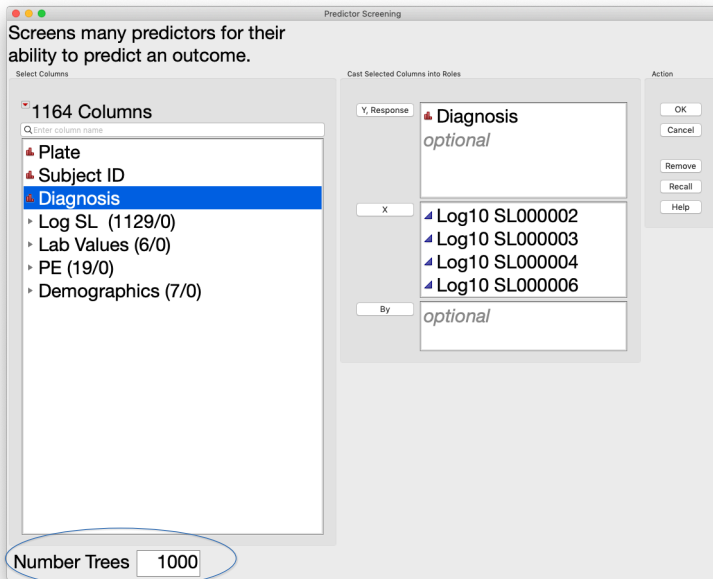 Predictor Screening
Screens many predictors for their
ability to predict an outcome.
Select Columns
1164 Columns
Enter column name
Plate
Subject ID
Diagnosis
Log SL (1129/0)
Lab Values (6/0)
PE (19/0)
Demographics (7/0)
Number Trees 1000
Cast Selected Columns into Roles
Y, Response
Diagnosis
optional
X
Log10 SL000002
Log10 SL000003
Log10 SL000004
Log10 SL000006
By
optional
Action
OK
Cancel
Remove
Recall
Help